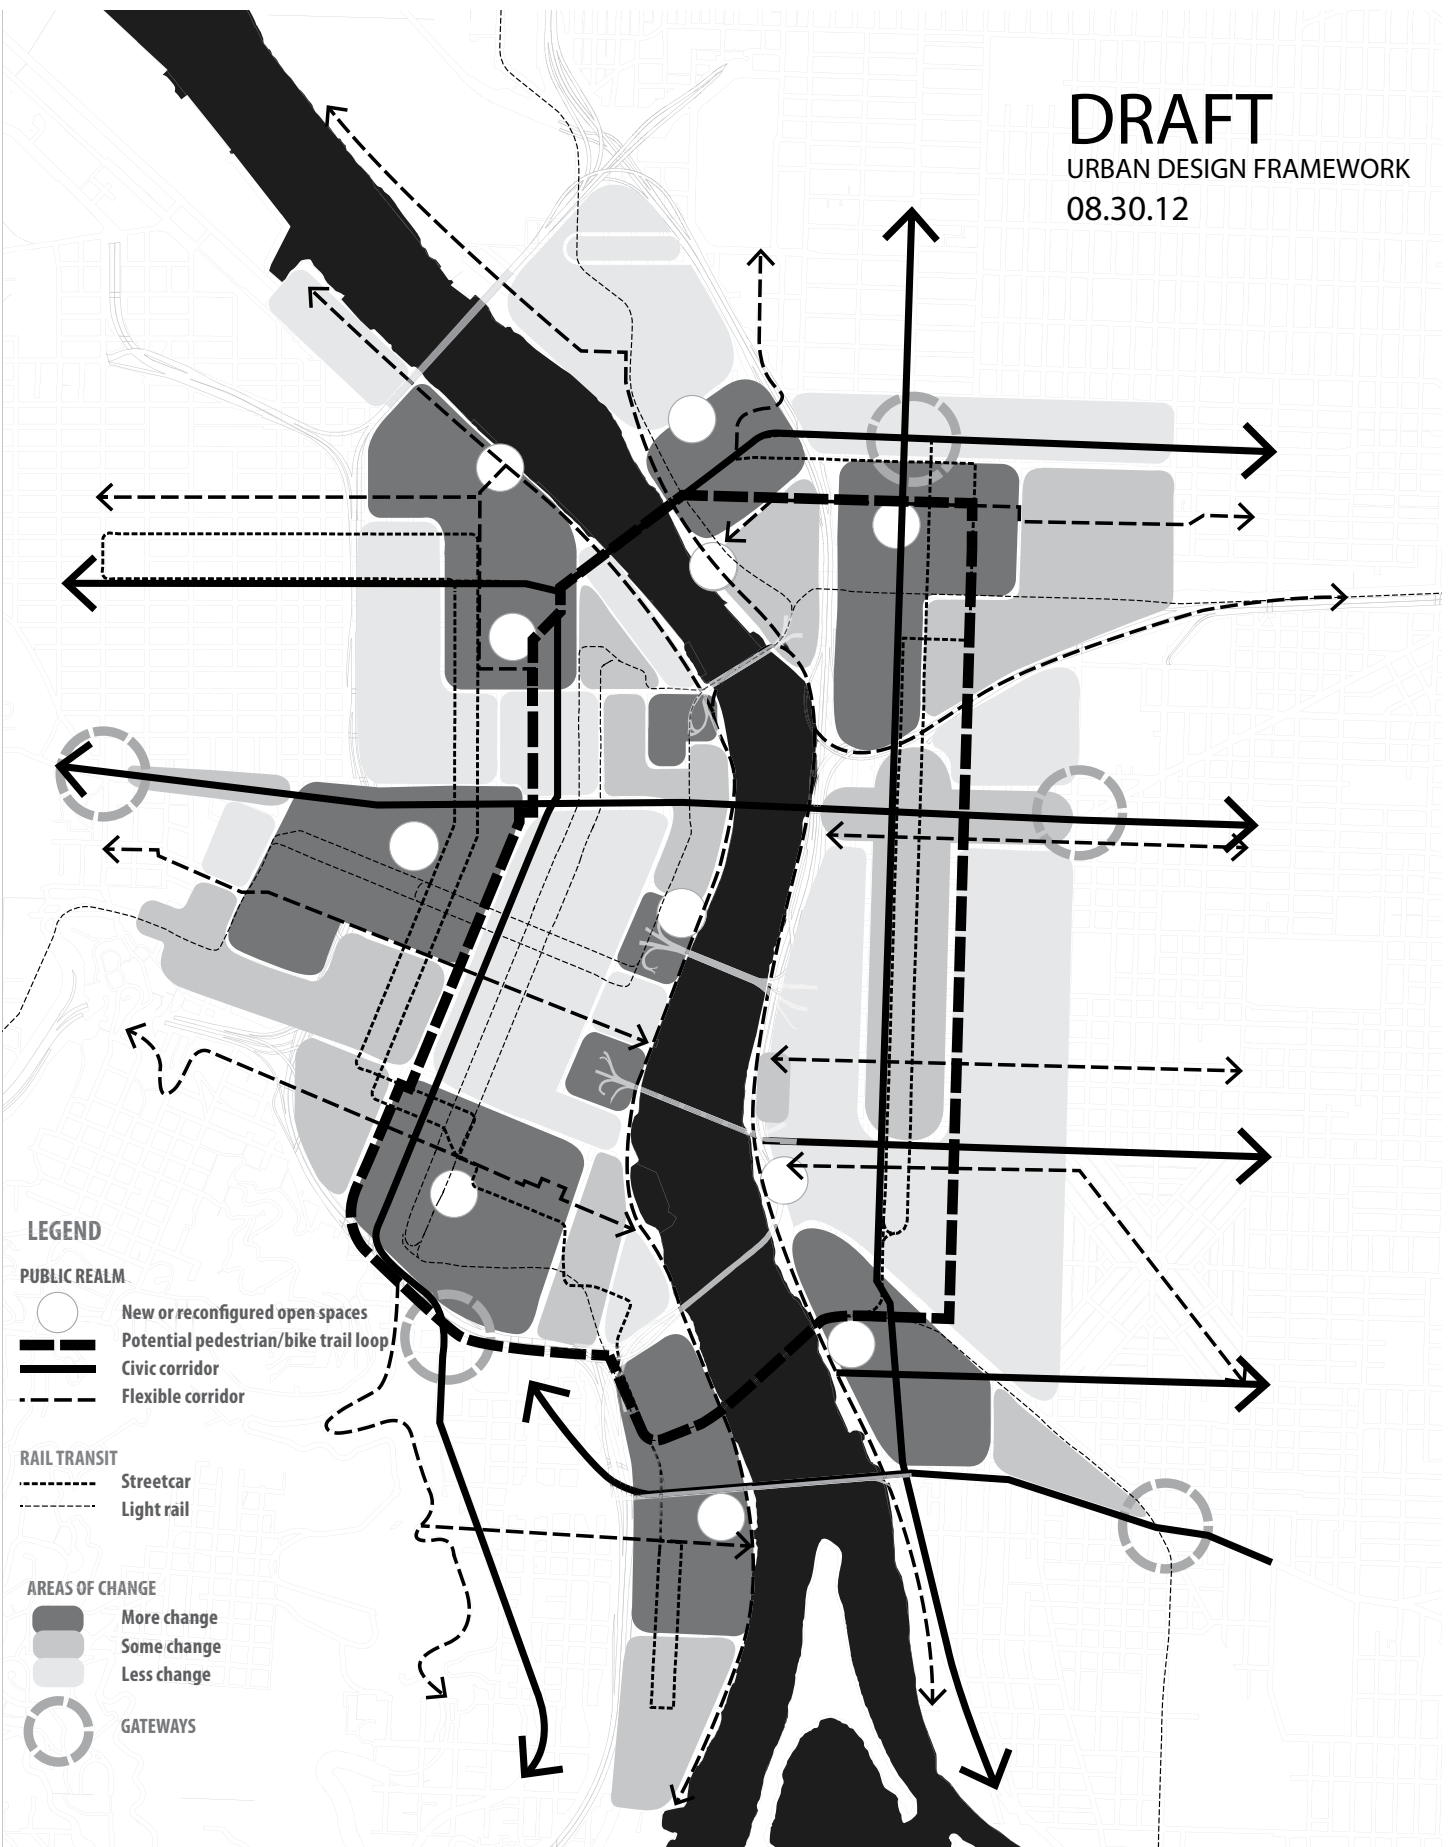 DRAFT
URBAN DESIGN FRAMEWORK
08.30.12
LEGEND
PUBLIC REALM
New or reconfigured open spaces
Potential pedestrian/bike trail loop
Civic corridor
Flexible corridor
RAIL TRANSIT
Streetcar
Light rail
AREAS OF CHANGE
More change
Some change
Less change
GATEWAYS